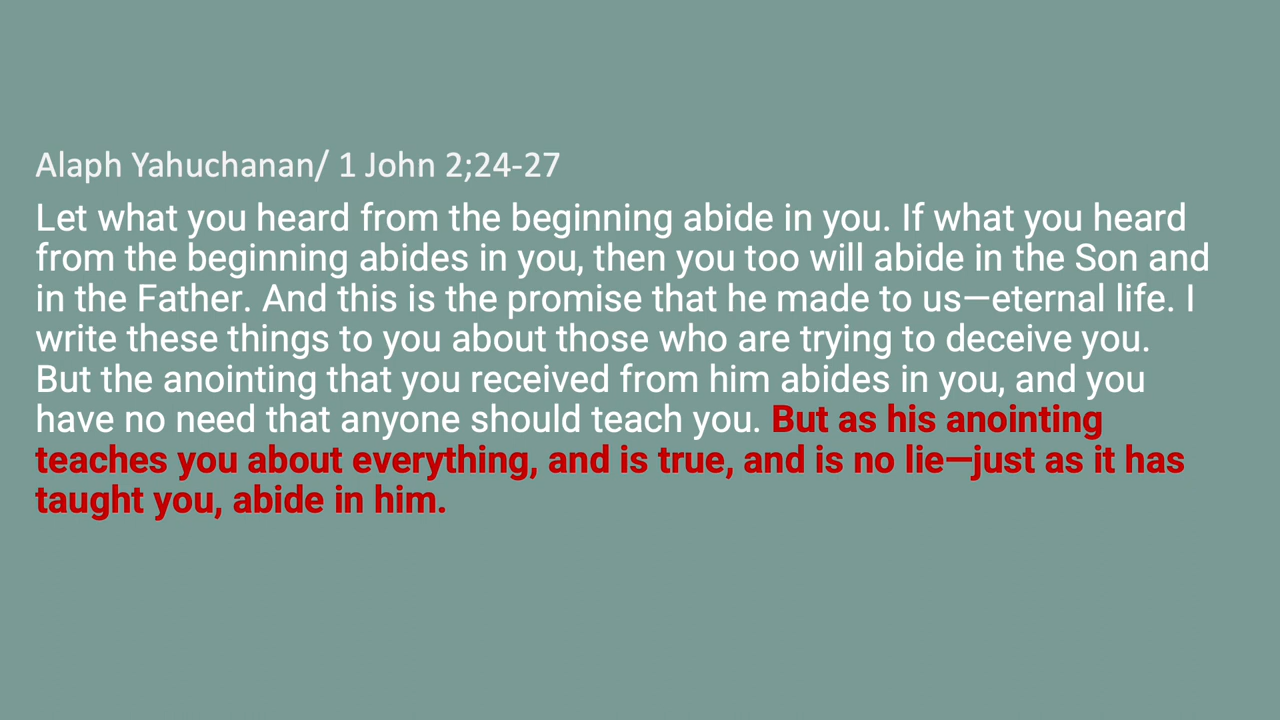 Alaph Yahuchanan/ 1 John 2;24-27
Let what you heard from the beginning abide in you. If what you heard
from the beginning abides in you, then you too will abide in the Son and
in the Father. And this is the promise that he made to us—eternal life. I
write these things to you about those who are trying to deceive you.
But the anointing that you received from him abides in you, and you
have no need that anyone should teach you. But as his anointing
teaches you about everything, and is true, and is no lie—just as it has
taught you, abide in him.